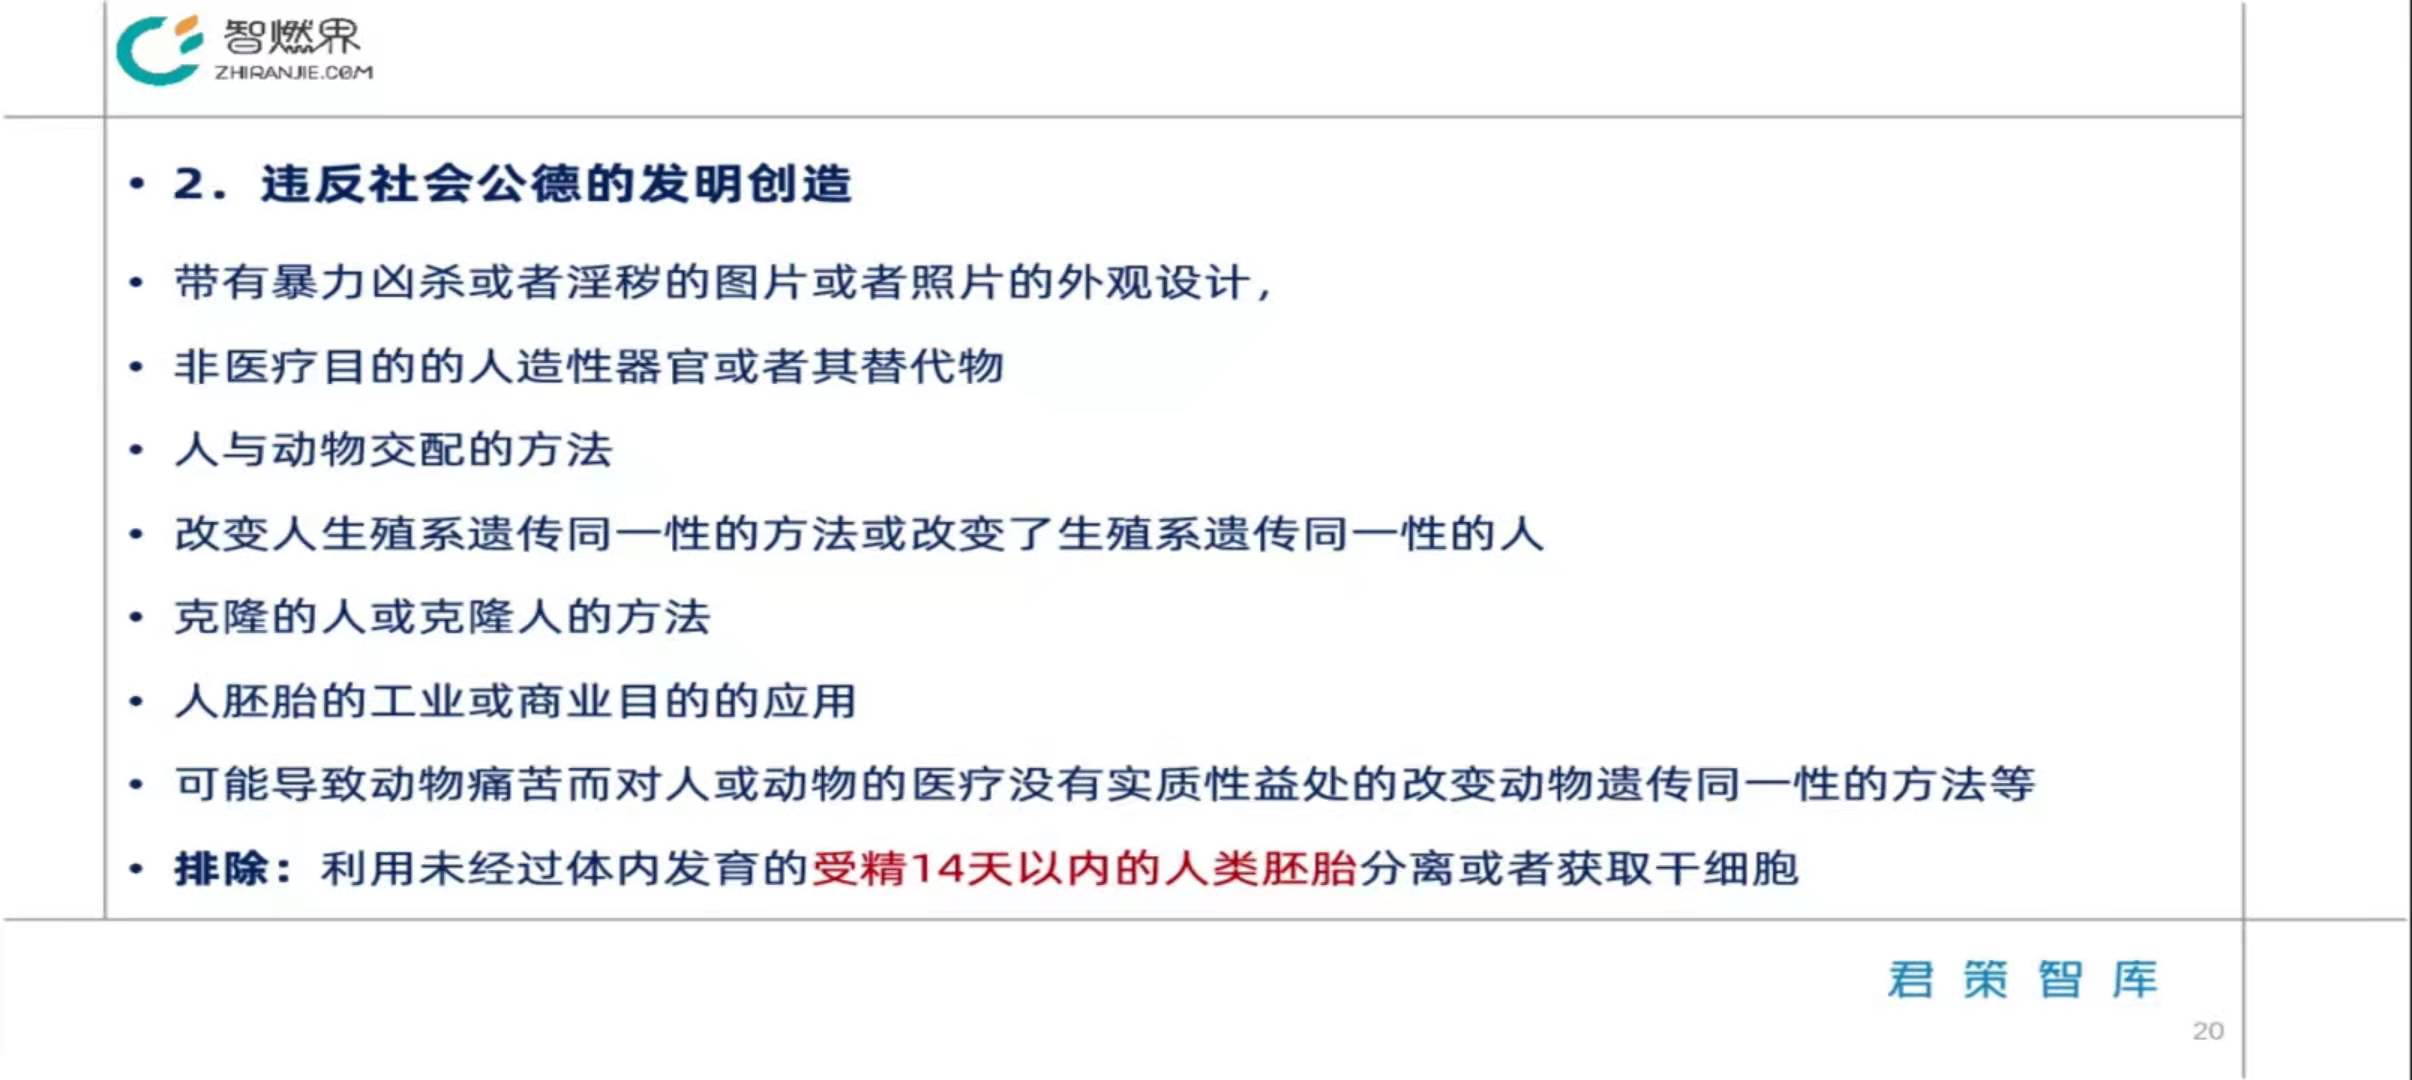 智燃界
ZHIRANJIE.COM
• 2．违反社会公德的发明创造
• 带有暴力凶杀或者淫秽的图片或者照片的外观设计，
• 非医疗目的的人造性器官或者其替代物
• 人与动物交配的方法
• 改变人生殖系遗传同一性的方法或改变了生殖系遗传同一性的人
• 克隆的人或克隆人的方法
• 人胚胎的工业或商业目的的应用
• 可能导致动物痛苦而对人或动物的医疗没有实质性益处的改变动物遗传同一性的方法等
• 排除：利用未经过体内发育的受精14天以内的人类胚胎分离或者获取干细胞
君策智库
20